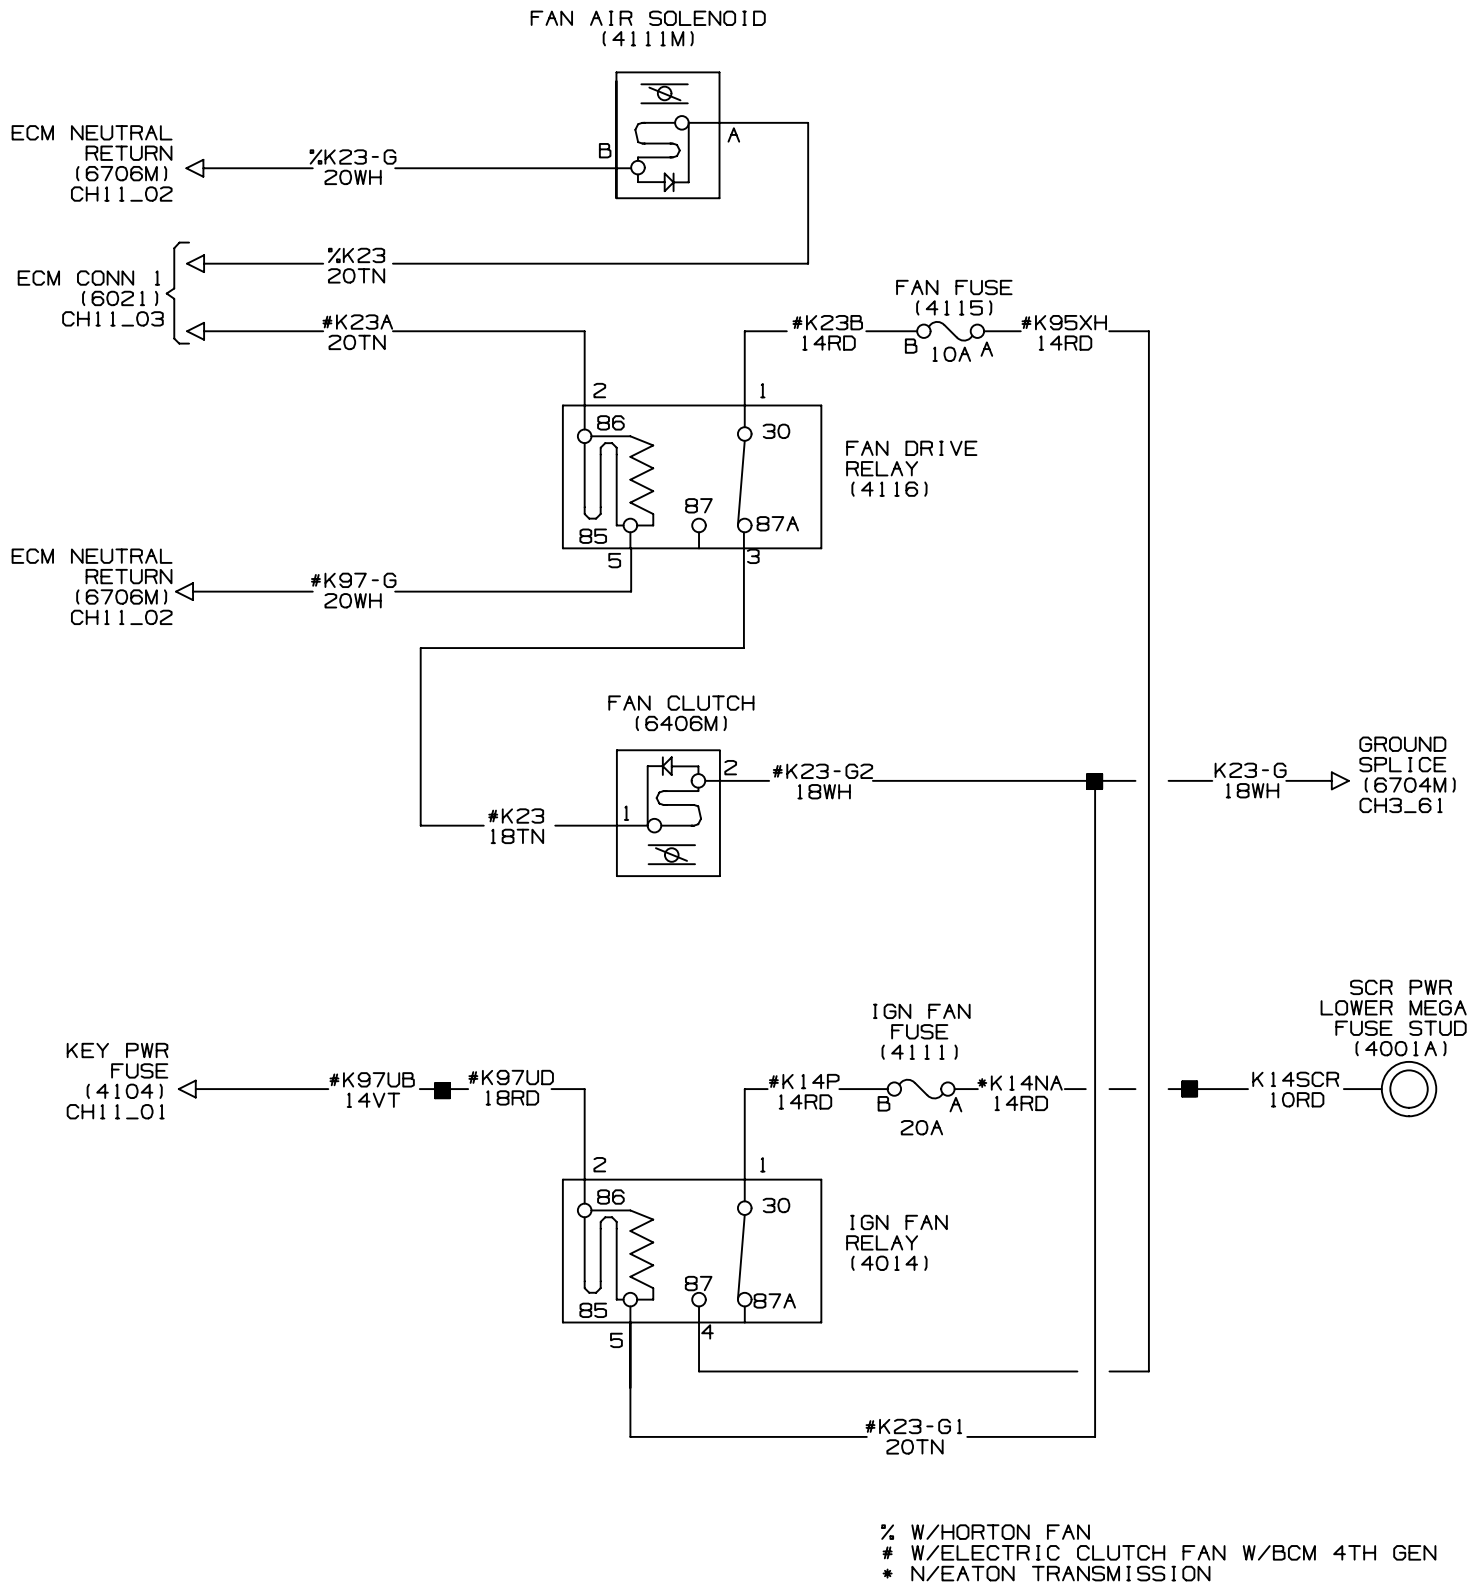 FAN AIR SOLENOID
(4111M)
ECM NEUTRAL
RETURN
(6706M)
CH11_02
%K23-G
20WH
B
A
ECM CONN 1
(6021)
CH11_03
%K23
20TN
#K23A
20TN
FAN FUSE
(4115)
#K23B
14RD
B
10A
A
#K95XH
14RD
2
1
86
30
FAN DRIVE
RELAY
(4116)
87
87A
85
5
3
ECM NEUTRAL
RETURN
(6706M)
CH11_02
#K97-G
20WH
FAN CLUTCH
(6406M)
2
#K23-G2
18WH
K23-G
18WH
GROUND
SPLICE
(6704M)
CH3_61
#K23
18TN
1
SCR PWR
LOWER MEGA
FUSE STUD
(4001A)
IGN FAN
FUSE
(4111)
KEY PWR
FUSE
(4104)
CH11_01
#K97UB
14VT
#K97UD
18RD
#K14P
14RD
B
A
20A
*K14NA
14RD
K14SCR
10RD
2
1
86
30
IGN FAN
RELAY
(4014)
87
87A
85
5
4
#K23-G1
20TN
% W/HORTON FAN
# W/ELECTRIC CLUTCH FAN W/BCM 4TH GEN
* N/EATON TRANSMISSION